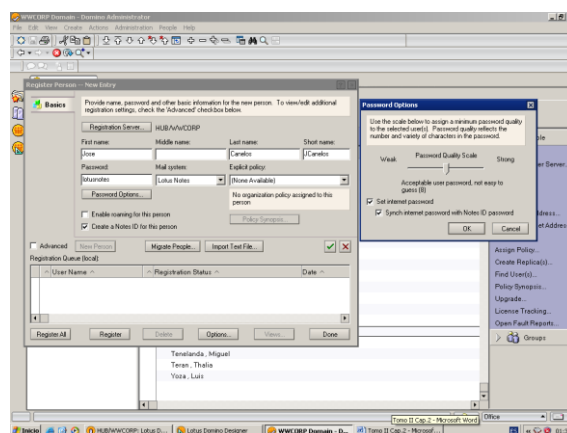 WWCORP Domain - Domino Administrator
File Edit View Create Actions Administration People Help
Register Person -- New Entry
Basics
Provide name, password and other basic information for the new person. To view/edit additional
registration settings, check the 'Advanced' checkbox below.
Registration Server... HUB/WWCORP
First name: Middle name: Last name: Short name:
Jose Canelos JCanelos
Password: Mail system: Explicit policy:
lotusnotes Lotus Notes (None Available)
Password Options... No organization policy assigned to this
person
Enable roaming for this person
Policy Synopsis...
Create a Notes ID for this person
Advanced New Person Migrate People... Import Text File...
Registration Queue (local)
User Name Registration Status Date
Register All Register Delete Options... Views... Done
Password Options
Use the scale below to assign a minimum password quality
to the selected user(s). Password quality reflects the
number and variety of characters in the password.
Password Quality Scale
Weak Strong
Acceptable user password, not easy to
guess (8)
Set internet password
Synch internet password with Notes ID password
OK Cancel
Assign Policy...
Create Replica(s)...
Find User(s)...
Policy Synopsis...
Upgrade...
License Tracking...
Open Fault Reports...
Groups
Tenelanda, Miguel
Teran, Thalia
Yoza, Luis
Tomo II Cap.2 - Microsoft Word
Office
Inicio HUB/WWCORP: Lotus D... Lotus Domino Designer WWCORP Domain - D... Tomo II Cap.2 - Microsof...